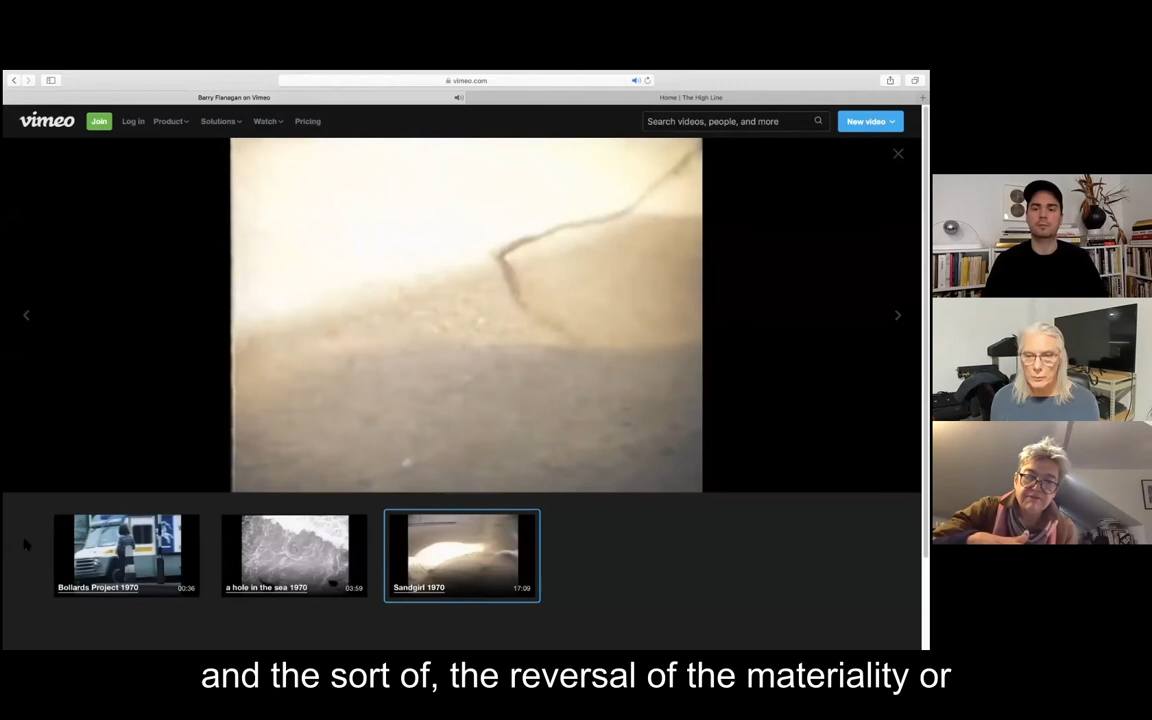 vimeo.com
Barry Flanagan on Vimeo
Home | The High Line
vimeo
Join
Log in
Product
Solutions
Watch
Pricing
Search videos, people, and more
New video
Bollards Project 1970
00:36
a hole in the sea 1970
03:59
Sandgirl 1970
17:09
and the sort of, the reversal of the materiality or